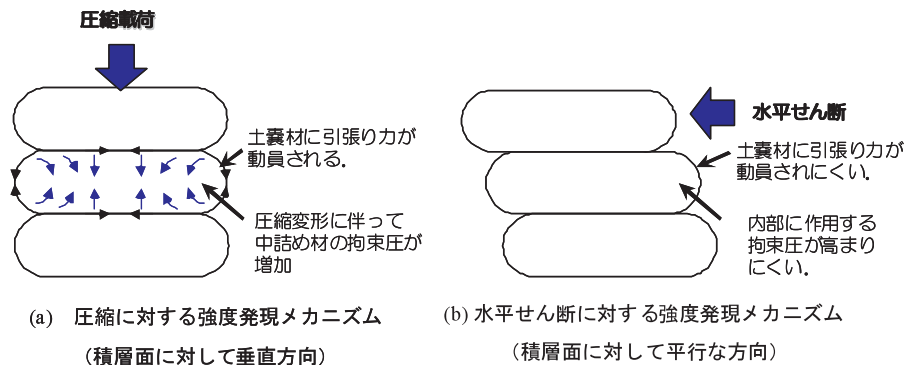 圧縮載荷
土嚢材に引張り力が
動員される.
圧縮変形に伴って
中詰め材の拘束圧が
増加
(a) 圧縮に対する強度発現メカニズム
(積層面に対して垂直方向)
水平せん断
土嚢材に引張り力が
動員されにくい.
内部に作用する
拘束圧が高まり
にくい.
(b) 水平せん断に対する強度発現メカニズム
(積層面に対して平行な方向)